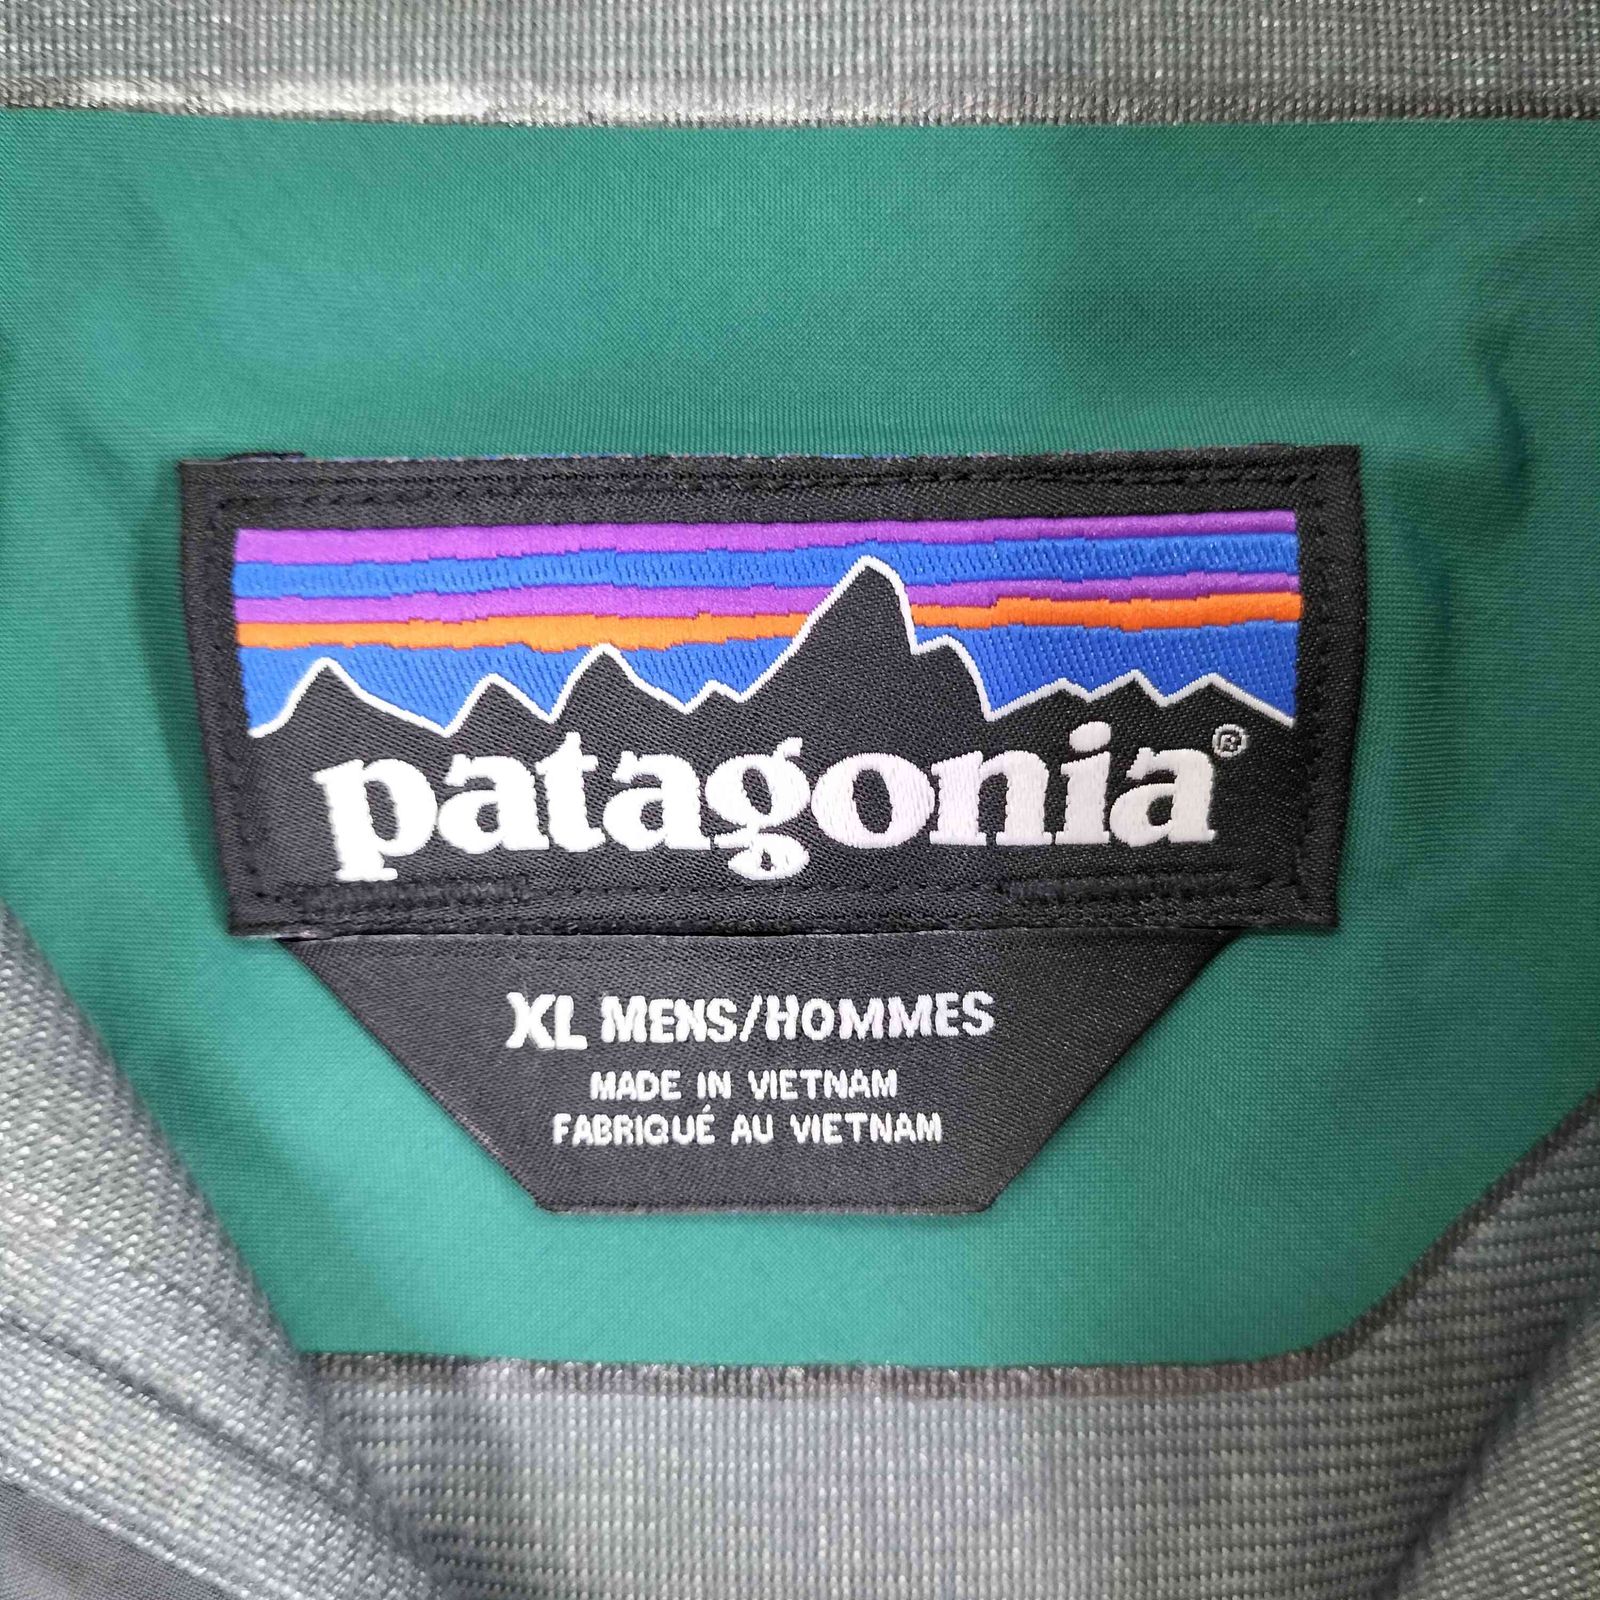 patagonia®
XL MENS/HOMMES
MADE IN VIETNAM
FABRIQUÉ AU VIETNAM